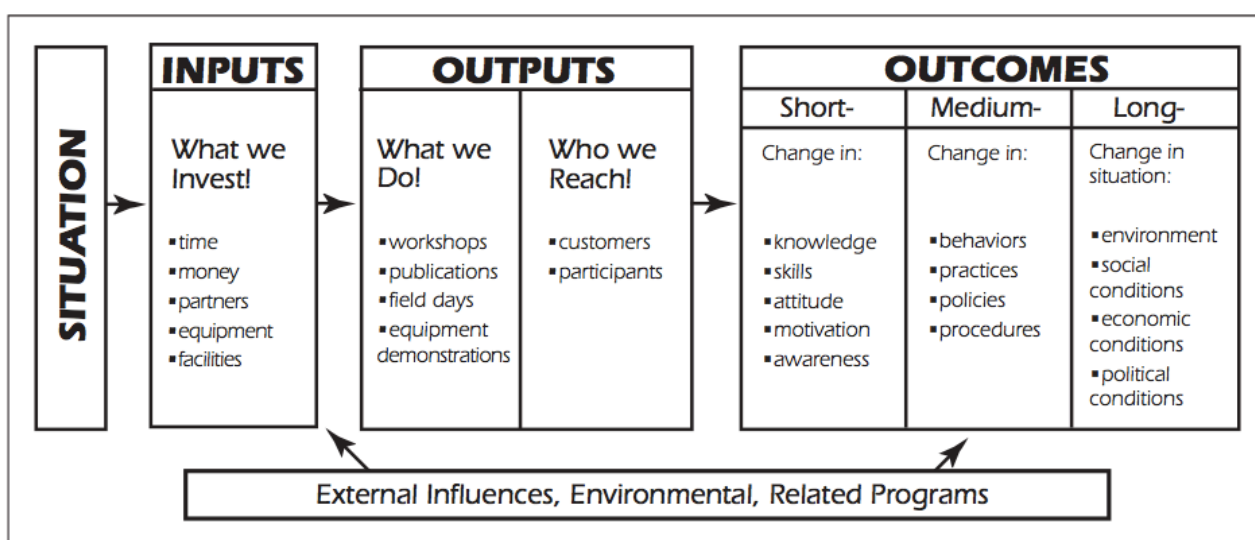 SITUATION
INPUTS
What we
Invest!
▪time
▪money
▪partners
▪equipment
▪facilities
OUTPUTS
What we
Do!
▪workshops
▪publications
▪field days
▪equipment
demonstrations
Who we
Reach!
▪customers
▪participants
OUTCOMES
Short-
Change in:
▪knowledge
▪skills
▪attitude
▪motivation
▪awareness
Medium-
Change in:
▪behaviors
▪practices
▪policies
▪procedures
Long-
Change in
situation:
▪environment
▪social
conditions
▪economic
conditions
▪political
conditions
External Influences, Environmental, Related Programs